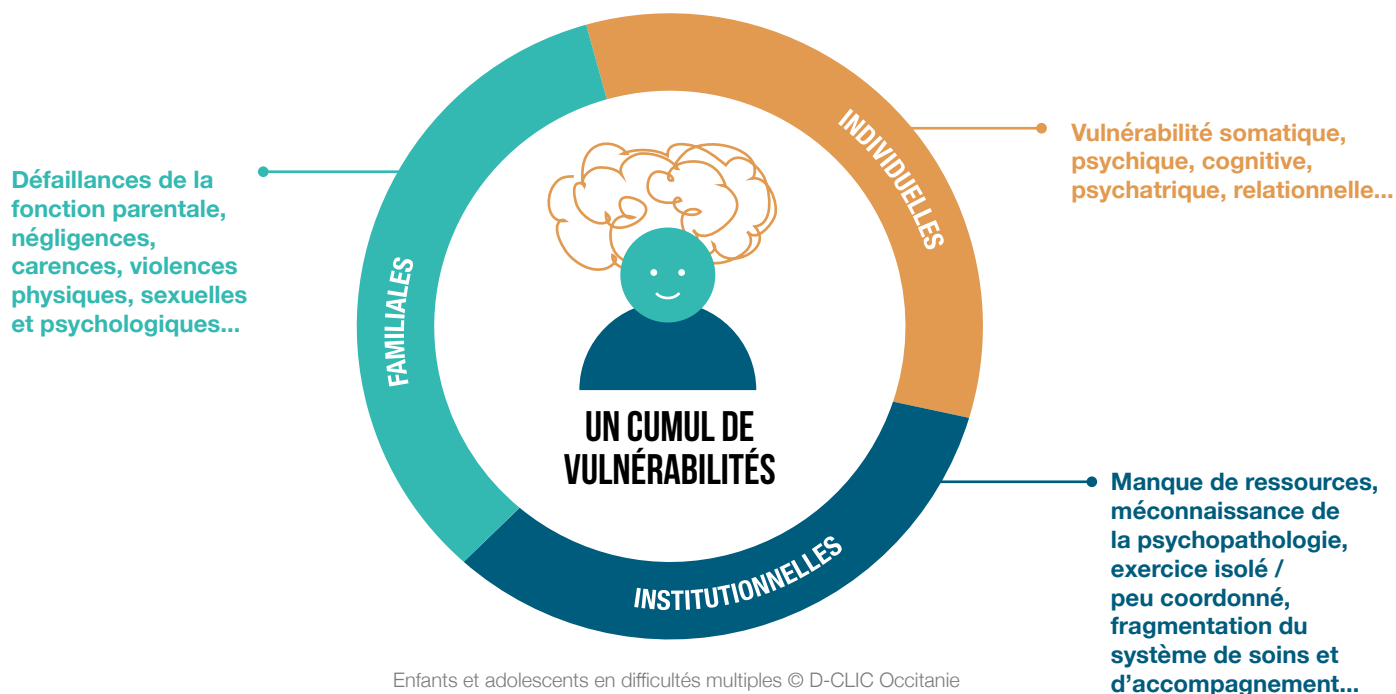 Défaillances de la
fonction parentale,
négligences,
carences, violences
physiques, sexuelles
et psychologiques...
FAMILIALES
INDIVIDUELLES
Vulnérabilité somatique,
psychique, cognitive,
psychatrique, relationnelle...
UN CUMUL DE
VULNÉRABILITÉS
INSTITUTIONNELLES
Manque de ressources,
méconnaissance de
la psychopathologie,
exercice isolé /
peu coordonné,
fragmentation du
système de soins et
d'accompagnement...
Enfants et adolescents en difficultés multiples © D-CLIC Occitanie